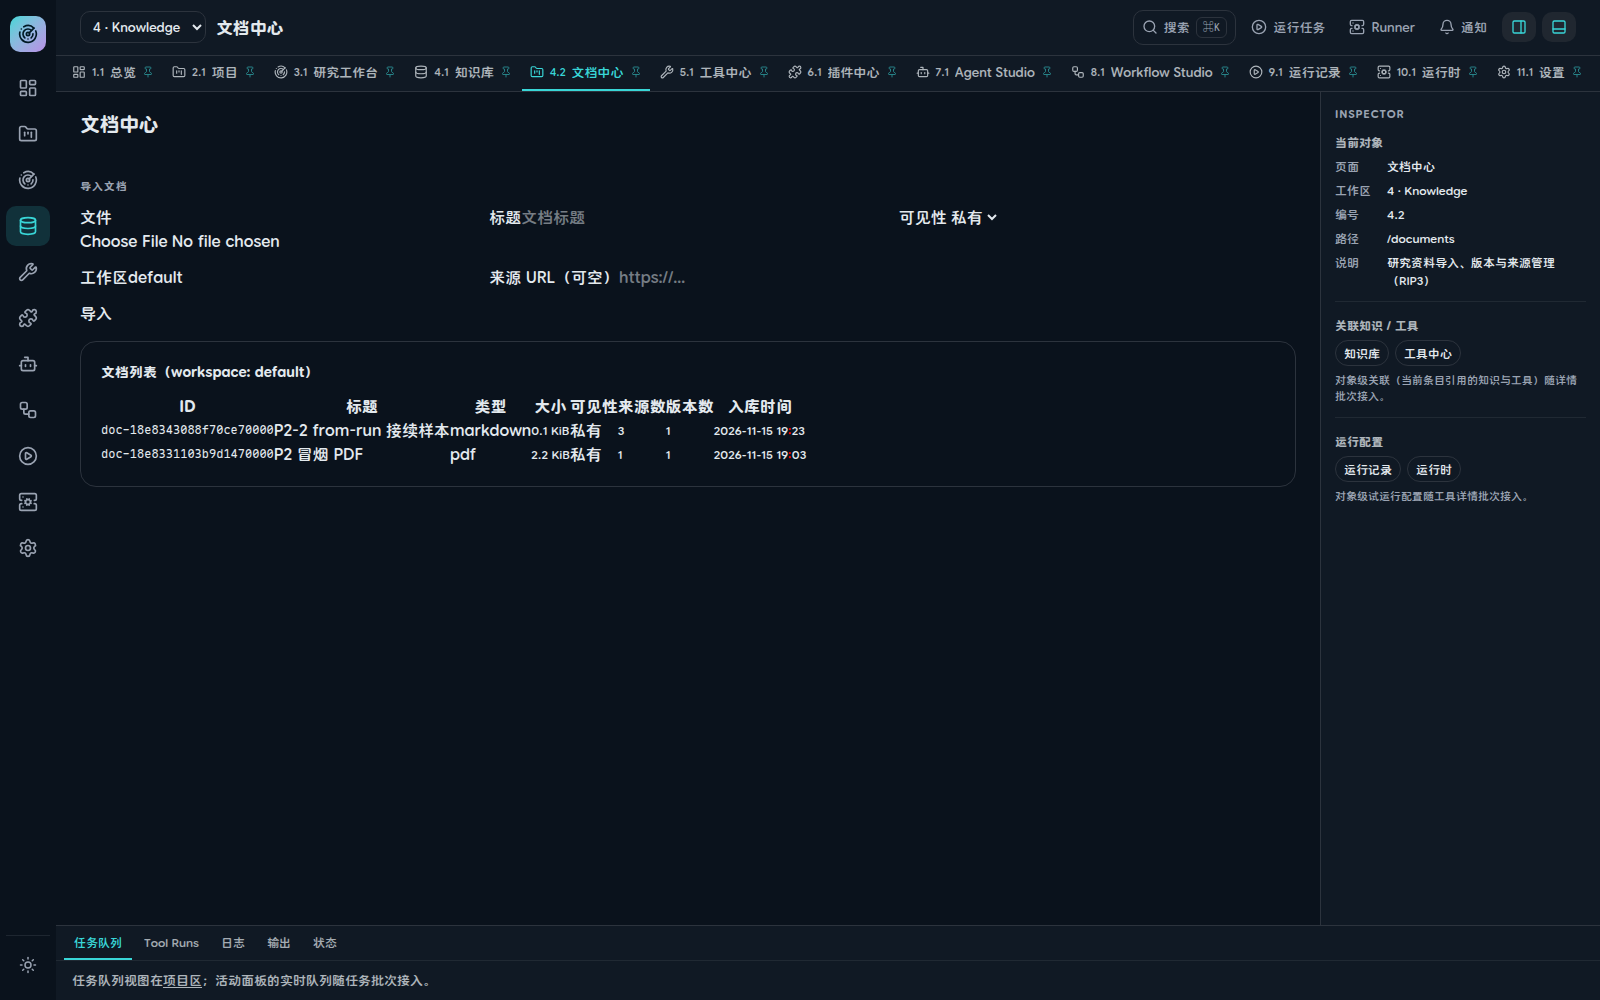 4 · Knowledge
文档中心
搜索 ⌘K
运行任务
Runner
通知
1.1 总览
2.1 项目
3.1 研究工作台
4.1 知识库
4.2 文档中心
5.1 工具中心
6.1 插件中心
7.1 Agent Studio
8.1 Workflow Studio
9.1 运行记录
10.1 运行时
11.1 设置
文档中心
导入文档
文件
Choose File No file chosen
标题 文档标题
可见性 私有
工作区 default
来源 URL（可空） https://...
导入
文档列表（workspace: default）
ID 标题 类型 大小 可见性 来源数 版本数 入库时间
doc-18e8343088f70ce70000 P2-2 from-run 接续样本 markdown 0.1 KiB 私有 3 1 2026-11-15 19:23
doc-18e8331103b9d1470000 P2 冒烟 PDF pdf 2.2 KiB 私有 1 1 2026-11-15 19:03
INSPECTOR
当前对象
页面 文档中心
工作区 4 · Knowledge
编号 4.2
路径 /documents
说明 研究资料导入、版本与来源管理
（RIP3）
关联知识 / 工具
知识库 工具中心
对象级关联（当前条目引用的知识与工具）随详情
批次接入。
运行配置
运行记录 运行时
对象级试运行配置随工具详情批次接入。
任务队列 Tool Runs 日志 输出 状态
任务队列视图在项目区；活动面板的实时队列随任务批次接入。